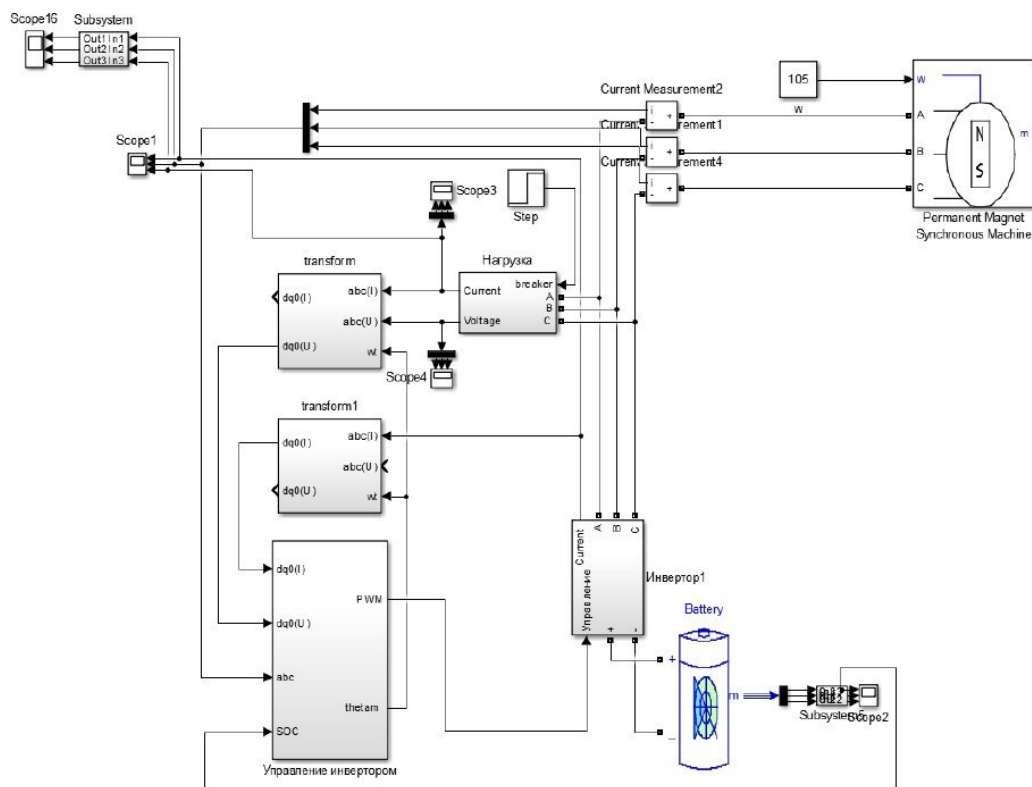 Scope16
Subsystem
Out1 In1
Out2 In2
Out3 In3
Scope1
Current Measurement2
i
+
-
i
+
-
i
+
-
105
w
w
A
B
C
N
S
m
Permanent Magnet
Synchronous Machine
Scope3
Step
transform
dq0(I)
abc(I)
abc(U)
dq0(U)
wt
Нагрузка
breaker
Current
A
B
Voltage
C
Scope4
transform1
dq0(I)
abc(I)
abc(U)
dq0(U)
wt
dq0(I)
PWM
dq0(U)
abc
thetam
SOC
Управление инвертором
A
B
C
Current
Управление
+
-
Инвертор1
Battery
+
m
_
Scope2